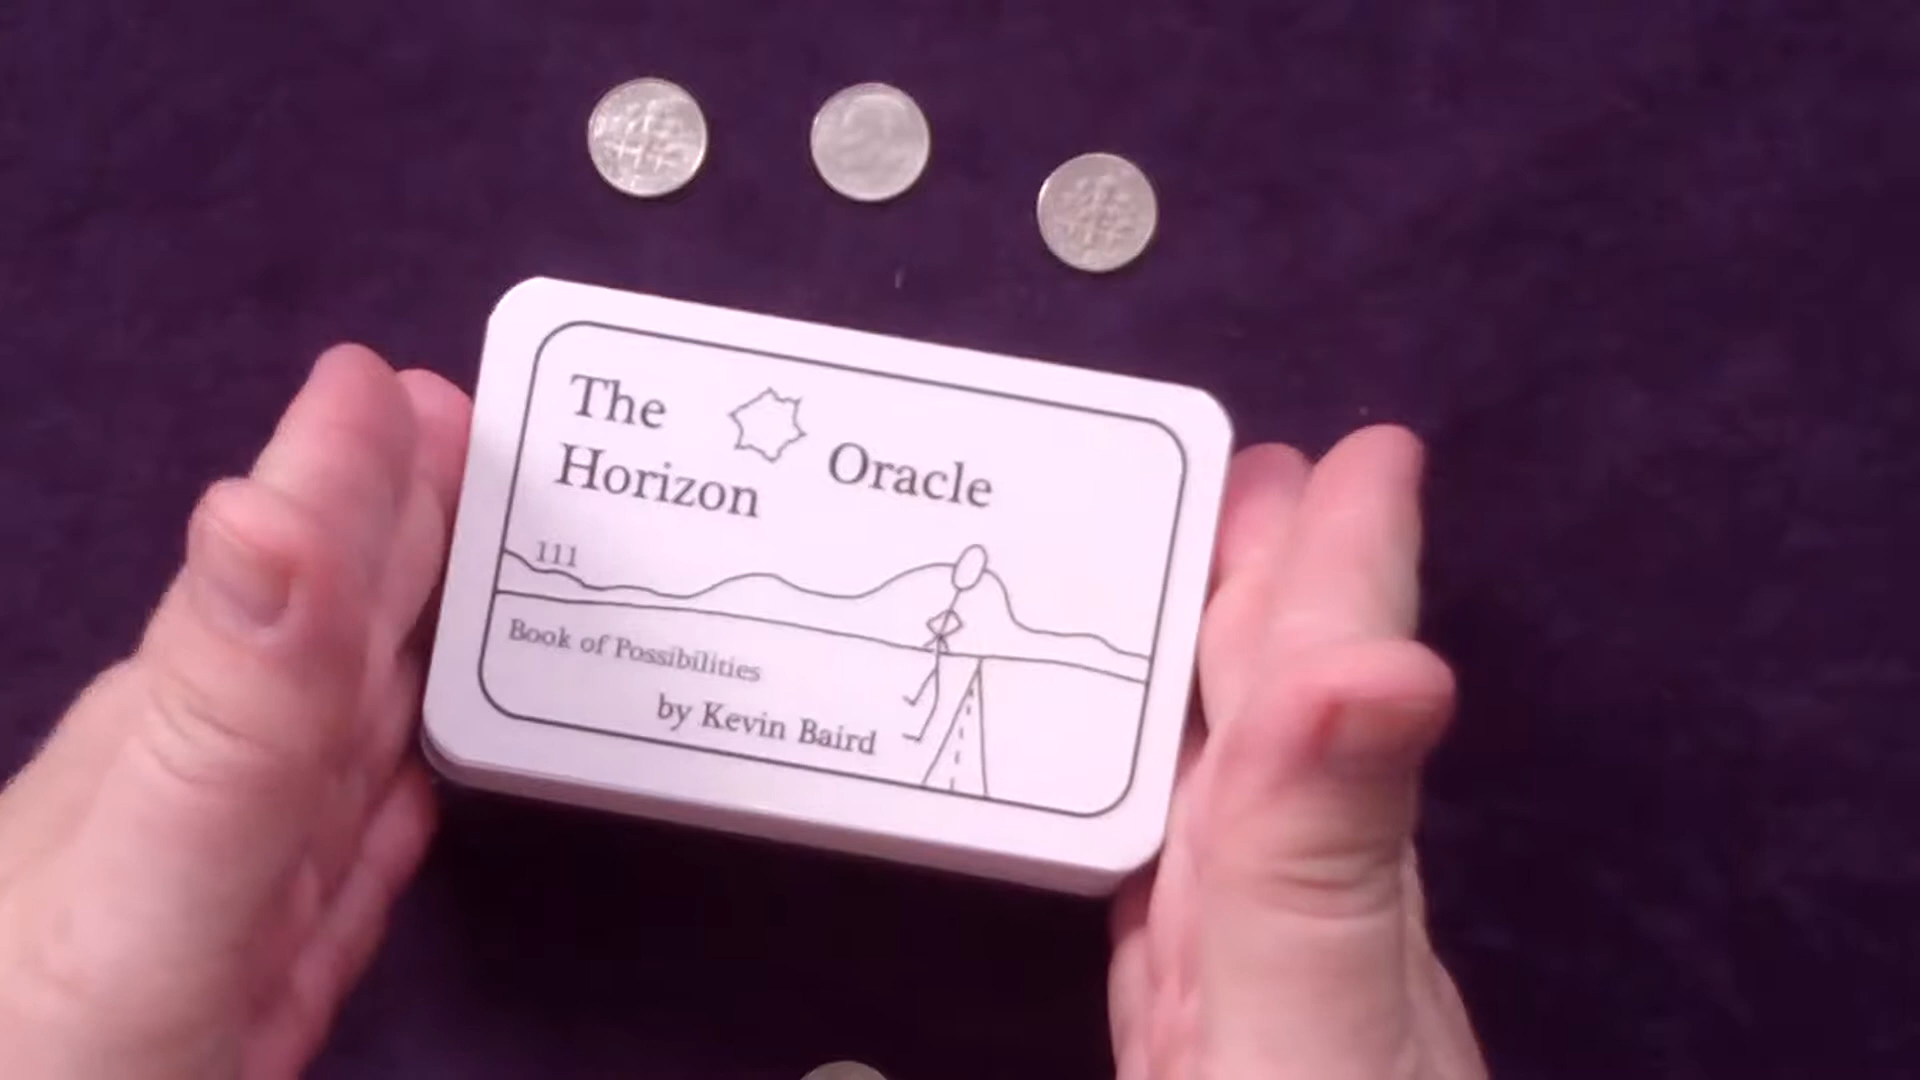 The
Horizon
Oracle
111
Book of Possibilities
by Kevin Baird